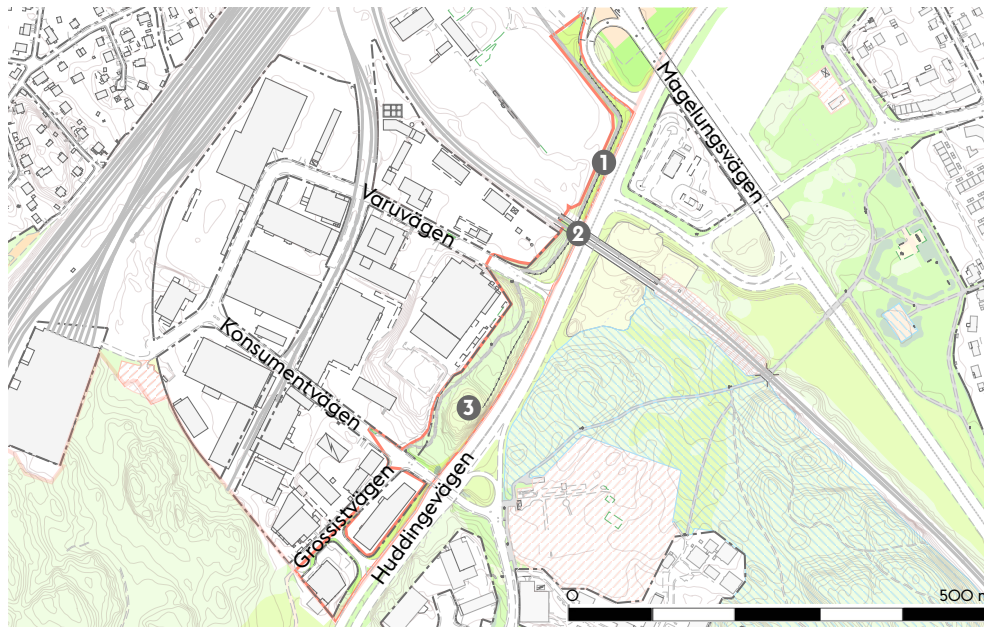 Magelungsvägen
1
Varuvägen
2
Konsumentvägen
3
Grossistvägen
Huddingevägen
0
500 m